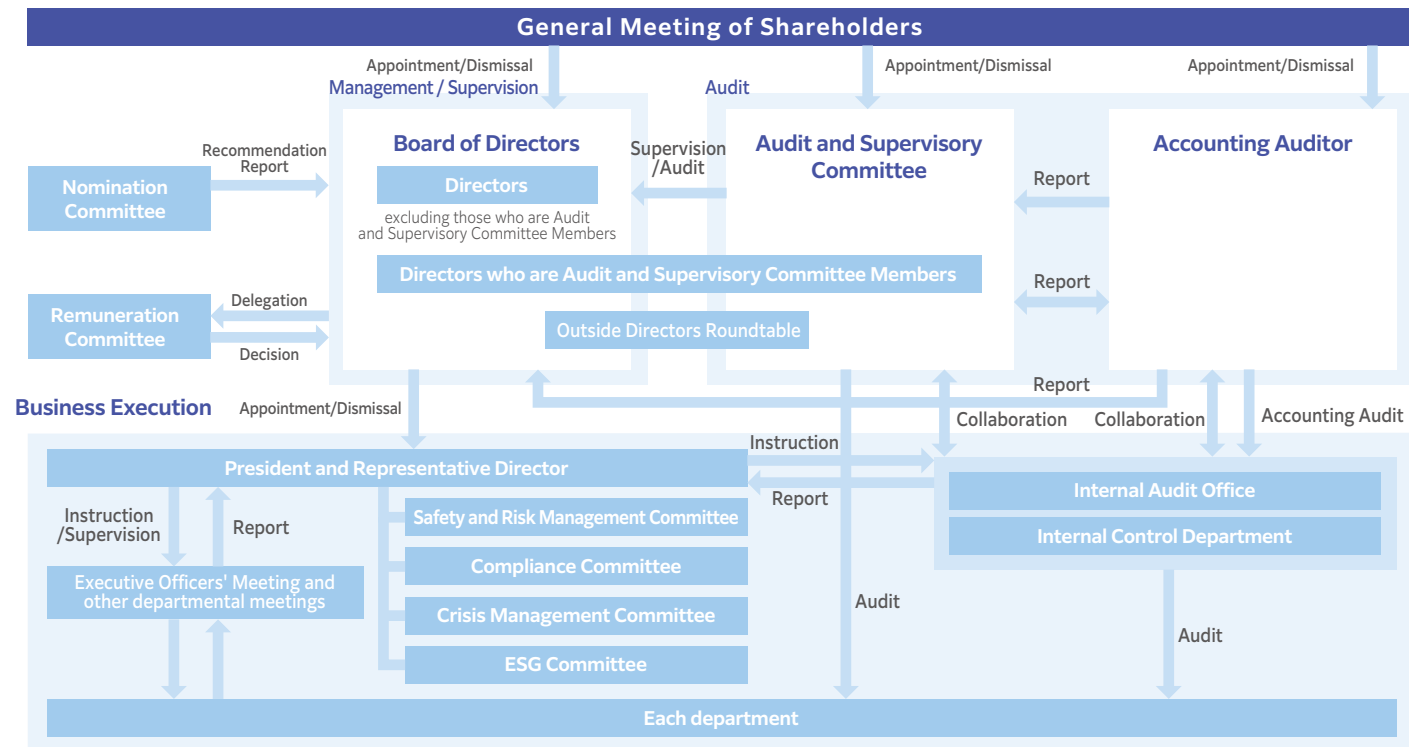 General Meeting of Shareholders
Appointment/Dismissal
Appointment/Dismissal
Appointment/Dismissal
Management / Supervision
Audit
Board of Directors
Directors
excluding those who are Audit
and Supervisory Committee Members
Supervision
/Audit
Audit and Supervisory
Committee
Accounting Auditor
Report
Recommendation
Report
Nomination
Committee
Directors who are Audit and Supervisory Committee Members
Report
Outside Directors Roundtable
Delegation
Remuneration
Committee
Decision
Report
Business Execution
Appointment/Dismissal
Collaboration
Collaboration
Accounting Audit
Instruction
President and Representative Director
Report
Internal Audit Office
Internal Control Department
Instruction
/Supervision
Report
Safety and Risk Management Committee
Compliance Committee
Executive Officers' Meeting and
other departmental meetings
Crisis Management Committee
ESG Committee
Audit
Audit
Each department